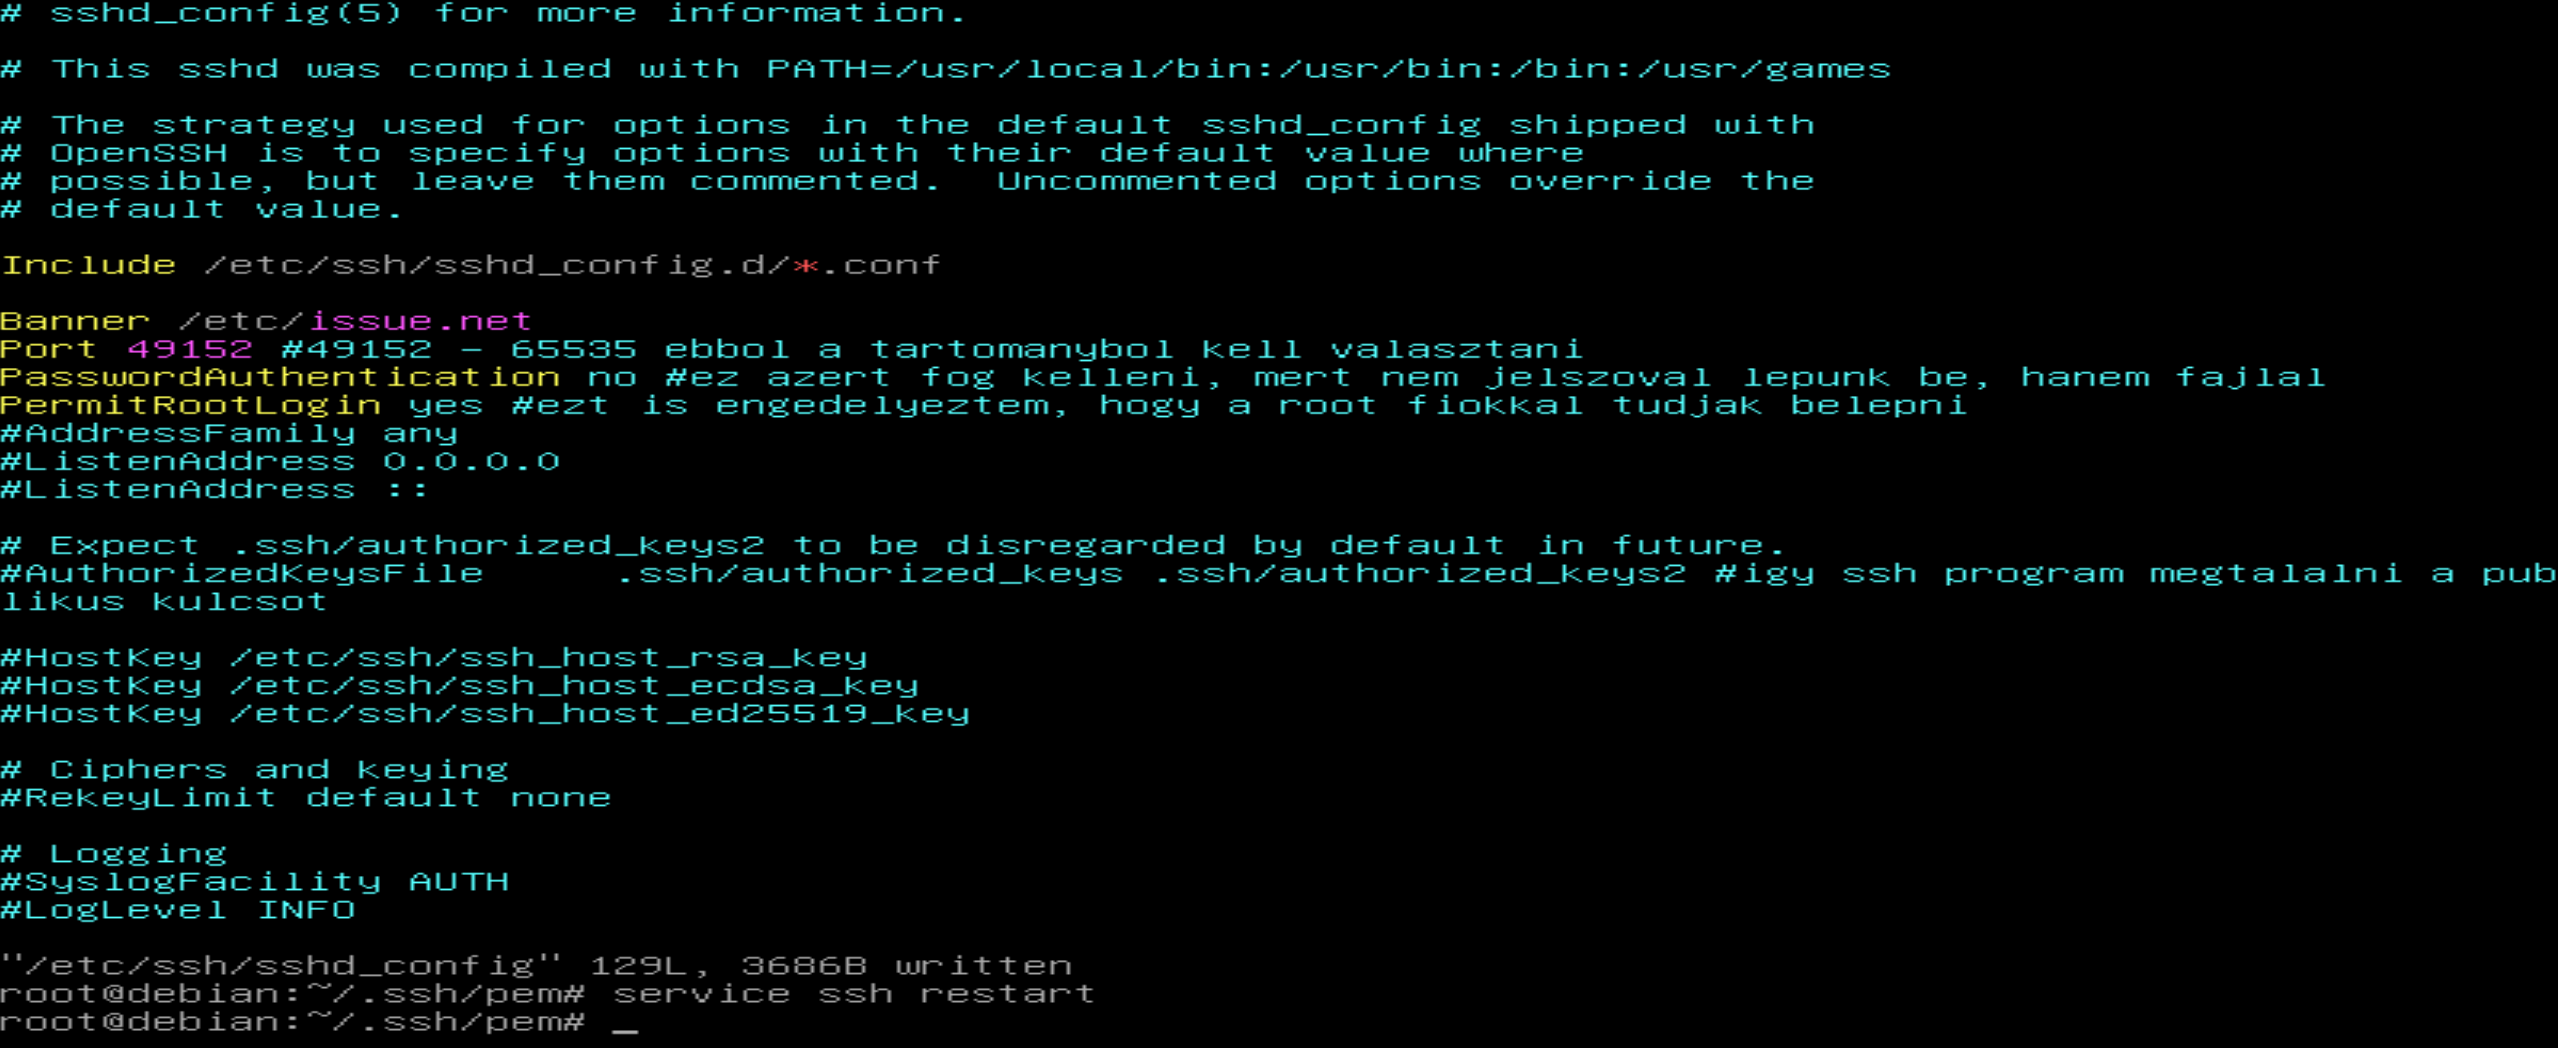 # sshd_config(5) for more information.
# This sshd was compiled with PATH=/usr/local/bin:/usr/bin:/bin:/usr/games
# The strategy used for options in the default sshd_config shipped with
# OpenSSH is to specify options with their default value where
# possible, but leave them commented.  Uncommented options override the
# default value.
Include /etc/ssh/sshd_config.d/*.conf
Banner /etc/issue.net
Port 49152 #49152 - 65535 ebbol a tartomanybol kell valasztani
PasswordAuthentication no #ez azert fog kelleni, mert nem jelszoval lepunk be, hanem fajlal
PermitRootLogin yes #ezt is engedelyeztem, hogy a root fiokkal tudjak belepni
#AddressFamily any
#ListenAddress 0.0.0.0
#ListenAddress ::
# Expect .ssh/authorized_keys2 to be disregarded by default in future.
#AuthorizedKeysFile     .ssh/authorized_keys .ssh/authorized_keys2 #igy ssh program megtalalni a pub
likus kulcsot
#HostKey /etc/ssh/ssh_host_rsa_key
#HostKey /etc/ssh/ssh_host_ecdsa_key
#HostKey /etc/ssh/ssh_host_ed25519_key
# Ciphers and keying
#RekeyLimit default none
# Logging
#SyslogFacility AUTH
#LogLevel INFO
"/etc/ssh/sshd_config" 129L, 3686B written
root@debian:~/.ssh/pem# service ssh restart
root@debian:~/.ssh/pem# _